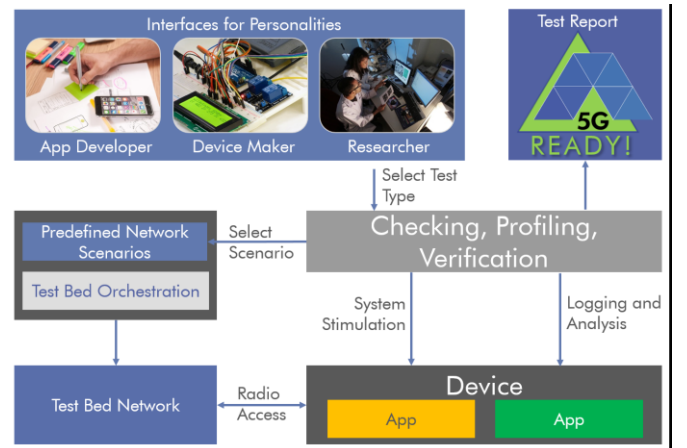 Interfaces for Personalities
App Developer
Device Maker
Researcher
Test Report
5G
READY!
Select Test
Type
Checking, Profiling,
Verification
Select
Scenario
Predefined Network
Scenarios
Test Bed Orchestration
System
Stimulation
Logging and
Analysis
Test Bed Network
Radio
Access
Device
App
App